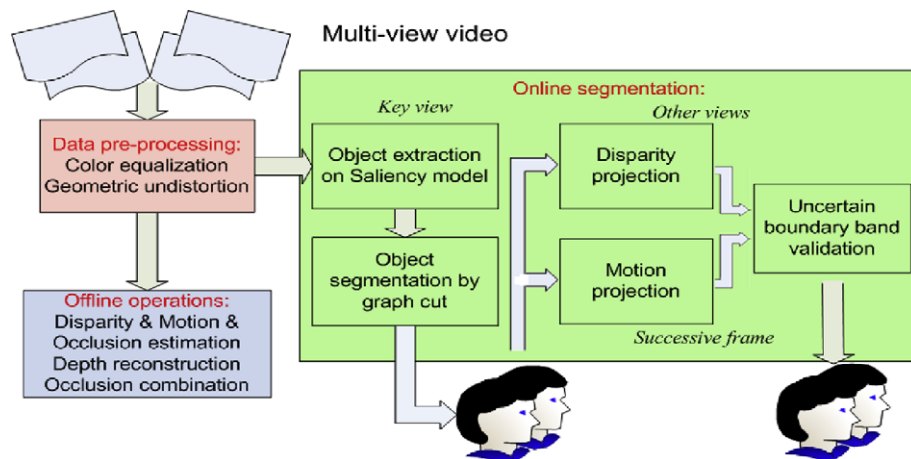 Multi-view video
Online segmentation:
Key view
Other views
Data pre-processing:
Color equalization
Geometric undistortion
Object extraction
on Saliency model
Disparity
projection
Uncertain
boundary band
validation
Object
segmentation by
graph cut
Motion
projection
Successive frame
Offline operations:
Disparity & Motion &
Occlusion estimation
Depth reconstruction
Occlusion combination